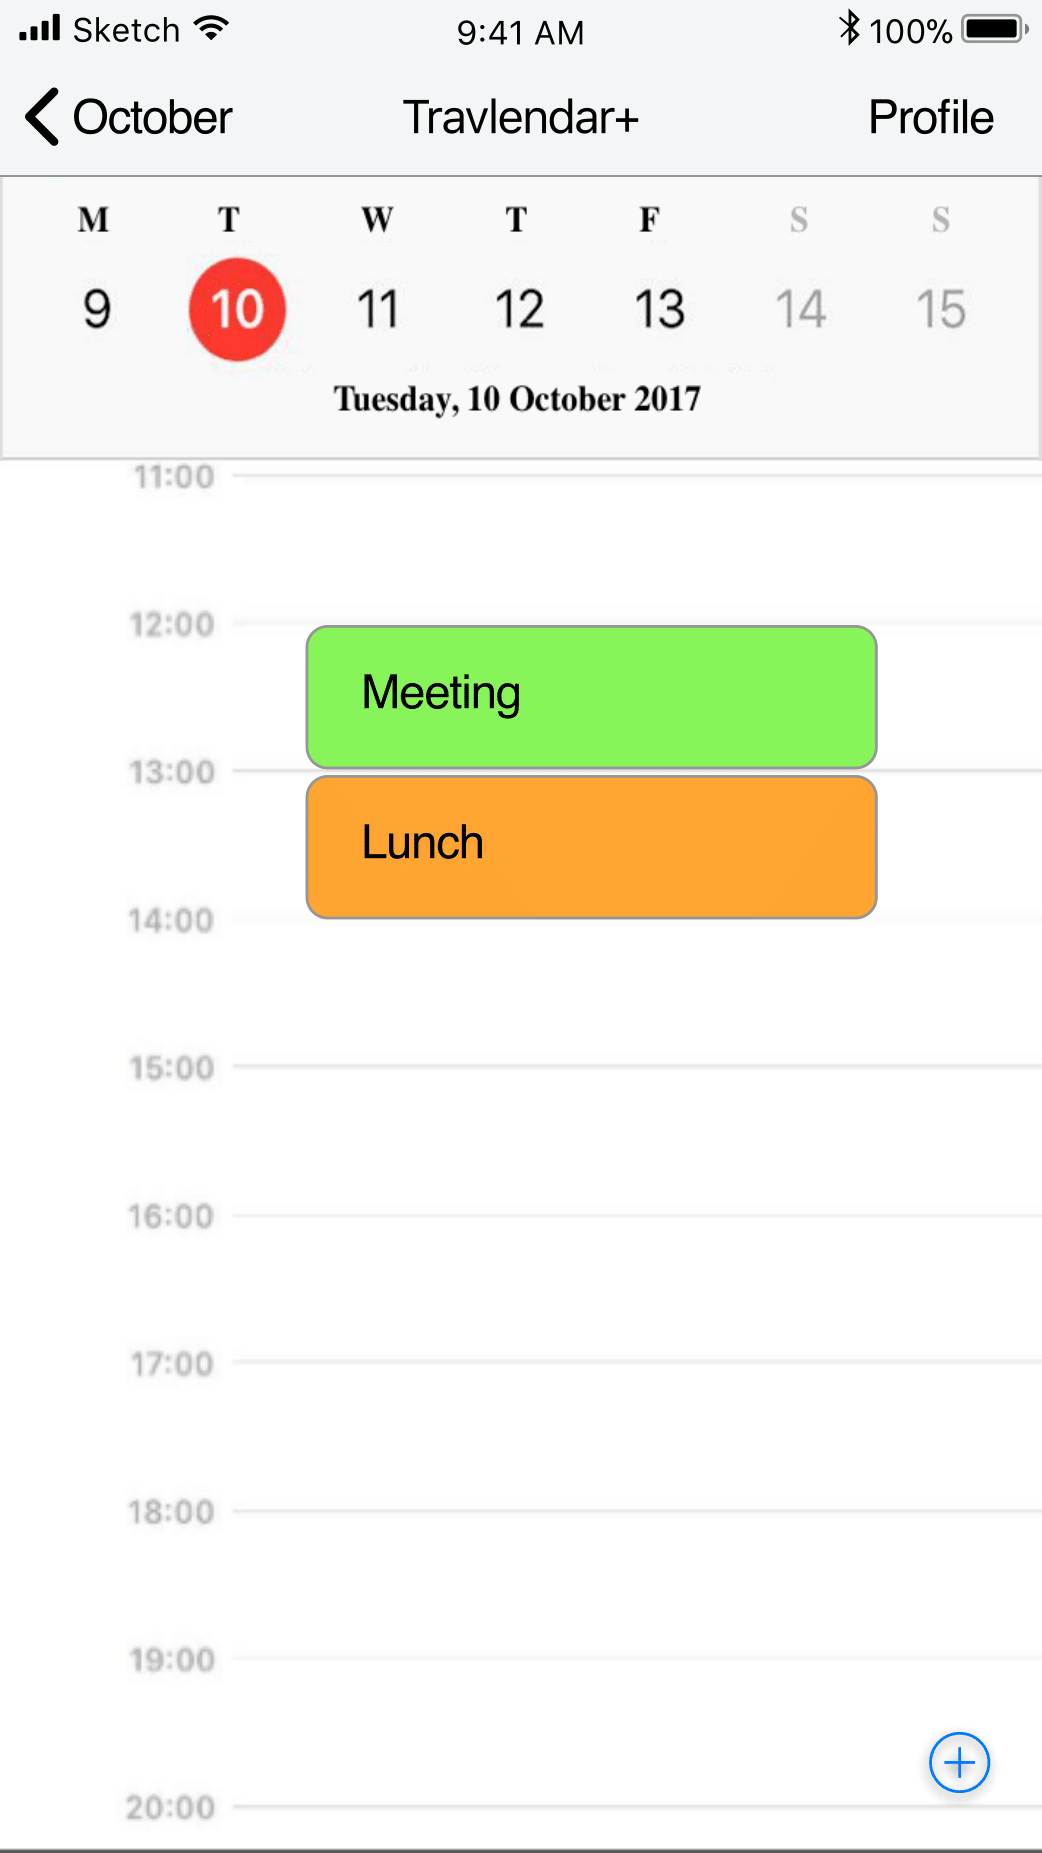 Sketch 9:41 AM 100%
October Travlendar+ Profile
M T W T F S S
9 10 11 12 13 14 15
Tuesday, 10 October 2017
11:00
12:00
Meeting
13:00
Lunch
14:00
15:00
16:00
17:00
18:00
19:00
20:00